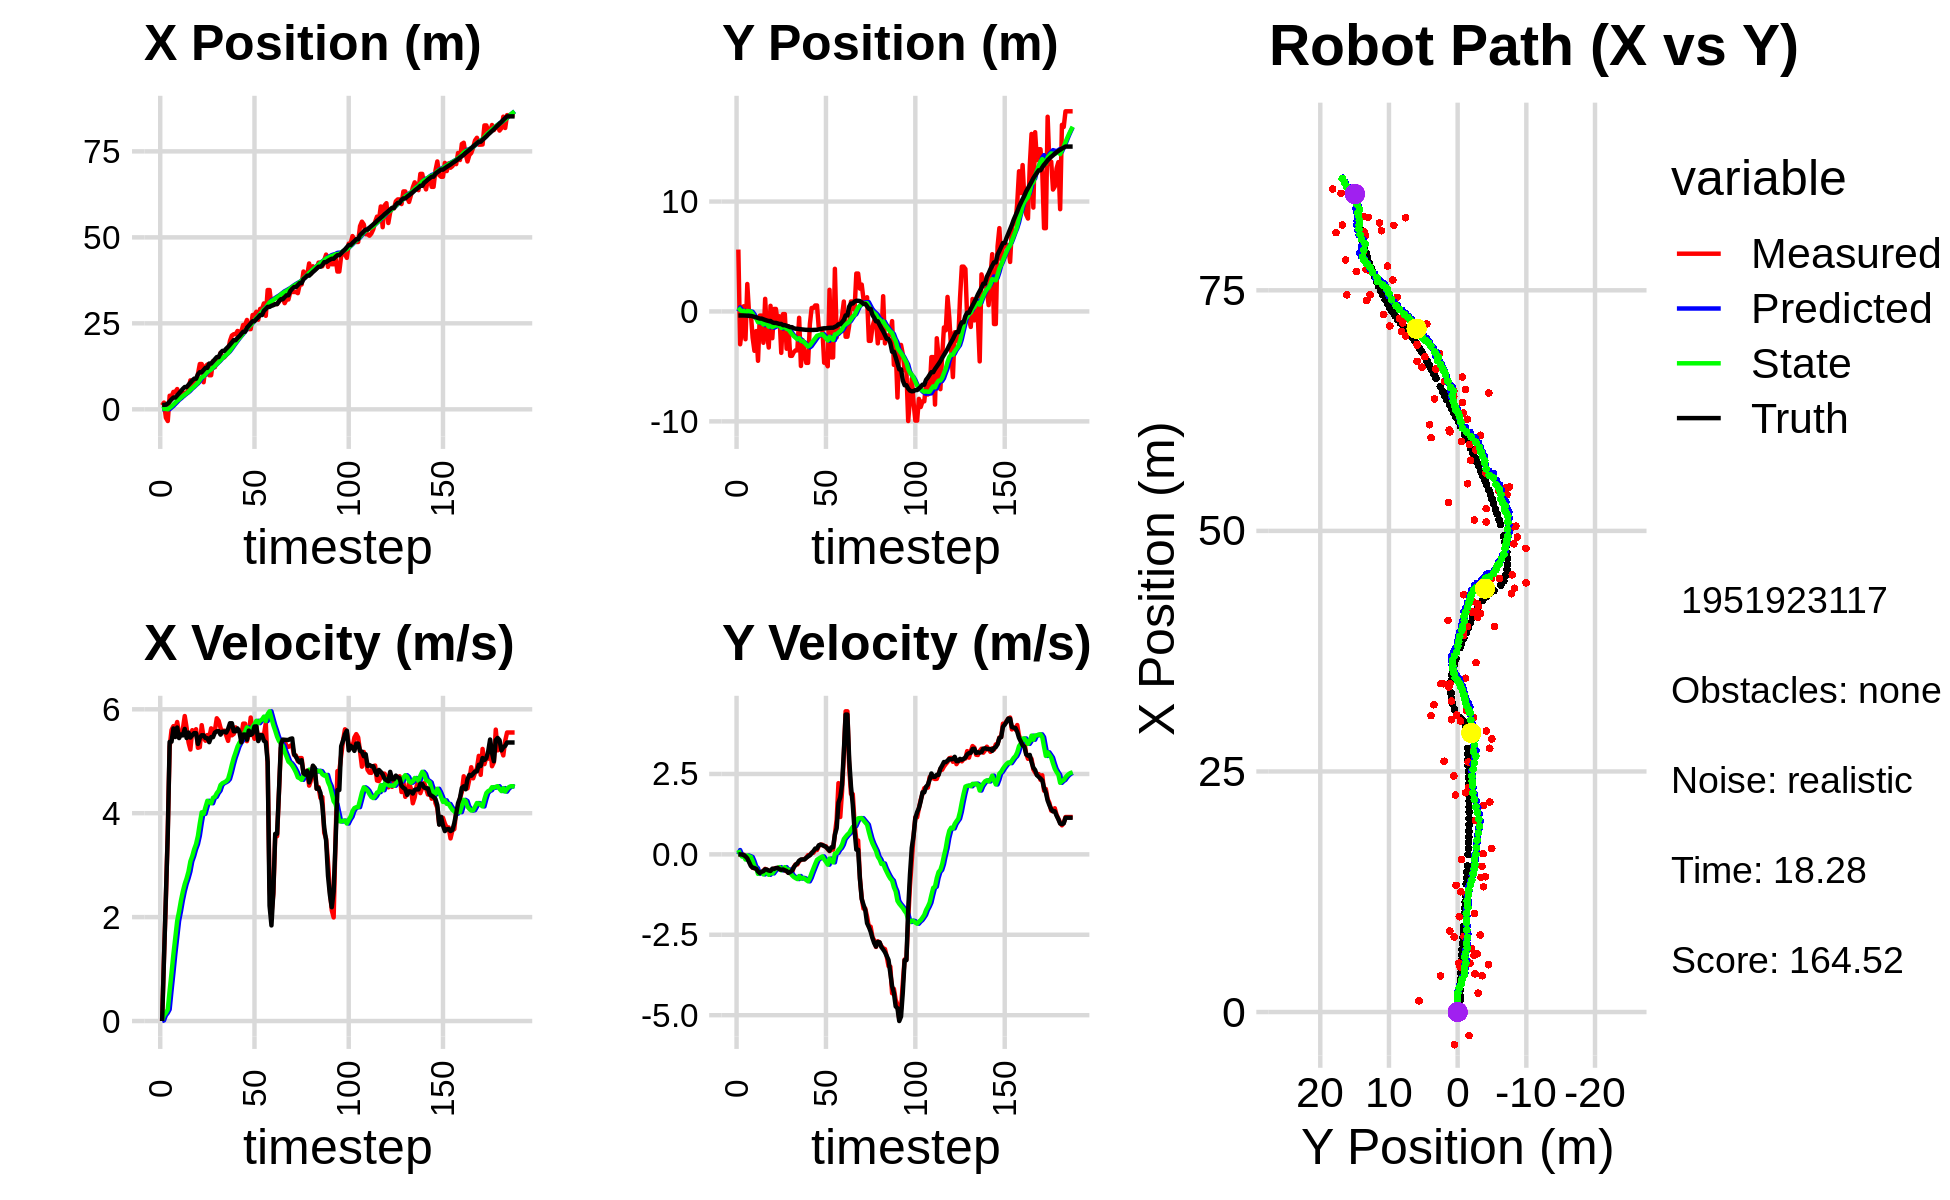 X Position (m)
75
50
25
0
0
50
100
150
timestep
Y Position (m)
10
0
-10
0
50
100
150
timestep
X Velocity (m/s)
6
4
2
0
0
50
100
150
timestep
Y Velocity (m/s)
2.5
0.0
-2.5
-5.0
0
50
100
150
timestep
Robot Path (X vs Y)
X Position (m)
75
50
25
0
20 10 0 -10 -20
Y Position (m)
variable
Measured
Predicted
State
Truth
1951923117
Obstacles: none
Noise: realistic
Time: 18.28
Score: 164.52